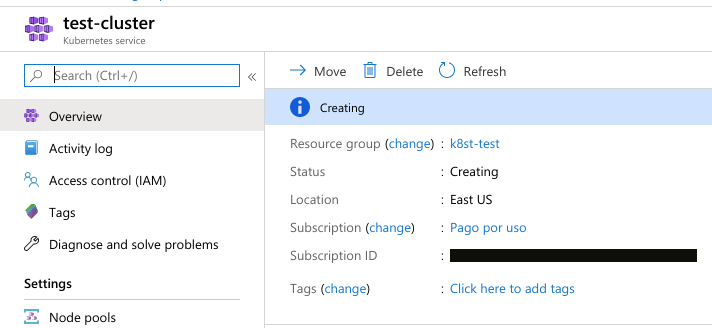 test-cluster
Kubernetes service
Search (Ctrl+/)
«
Overview
Activity log
Access control (IAM)
Tags
Diagnose and solve problems
Settings
Node pools
Move Delete Refresh
Creating
Resource group (change) : k8st-test
Status : Creating
Location : East US
Subscription (change) : Pago por uso
Subscription ID :
Tags (change) : Click here to add tags